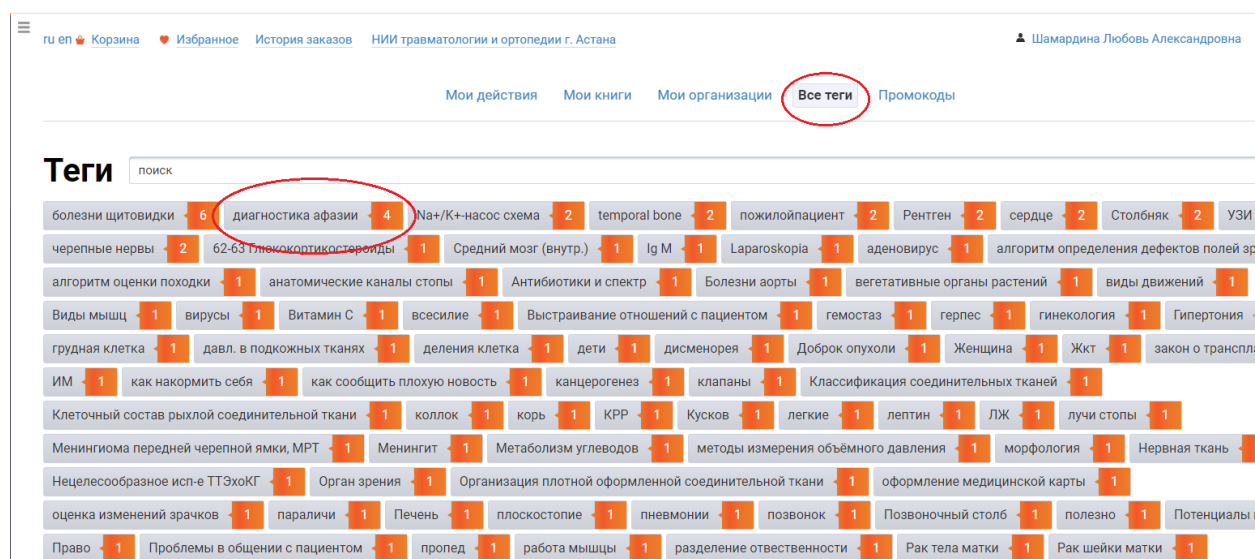 ru en Корзина Избранное История заказов НИИ травматологии и ортопедии г. Астана Шамардина Любовь Александровна
Мои действия Мои книги Мои организации Все теги Промокоды
Теги поиск
болезни щитовидки 6 диагностика афазии 4 Na+/K+-насос схема 2 temporal bone 2 пожилойпациент 2 Рентген 2 сердце 2 Столбняк 2 УЗИ
черепные нервы 2 62-63 Глюкокортикостероиды 1 Средний мозг (внутр.) 1 Ig M 1 Laparoskopia 1 аденовирус 1 алгоритм определения дефектов полей зр
алгоритм оценки походки 1 анатомические каналы стопы 1 Антибиотики и спектр 1 Болезни аорты 1 вегетативные органы растений 1 виды движений 1
Виды мышц 1 вирусы 1 Витамин С 1 всесилие 1 Выстраивание отношений с пациентом 1 гемостаз 1 герпес 1 гинекология 1 Гипертония
грудная клетка 1 давл. в подкожных тканях 1 деления клетка 1 дети 1 дисменорея 1 Доброк опухоли 1 Женщина 1 Жкт 1 закон о транспл
ИМ 1 как накормить себя 1 как сообщить плохую новость 1 канцерогенез 1 клапаны 1 Классификация соединительных тканей 1
Клеточный состав рыхлой соединительной ткани 1 коллок 1 корь 1 КРР 1 Кусков 1 легкие 1 лептин 1 ЛЖ 1 лучи стопы 1
Менингиома передней черепной ямки, МРТ 1 Менингит 1 Метаболизм углеводов 1 методы измерения объёмного давления 1 морфология 1 Нервная ткань
Нецелесообразное исп-е ТТЭхоКГ 1 Орган зрения 1 Организация плотной оформленной соединительной ткани 1 оформление медицинской карты 1
оценка изменений зрачков 1 параличи 1 Печень 1 плоскостопие 1 пневмонии 1 позвонок 1 Позвоночный столб 1 полезно 1 Потенциалы
Право 1 Проблемы в общении с пациентом 1 пропед 1 работа мышцы 1 разделение отвественности 1 Рак тела матки 1 Рак шейки матки 1